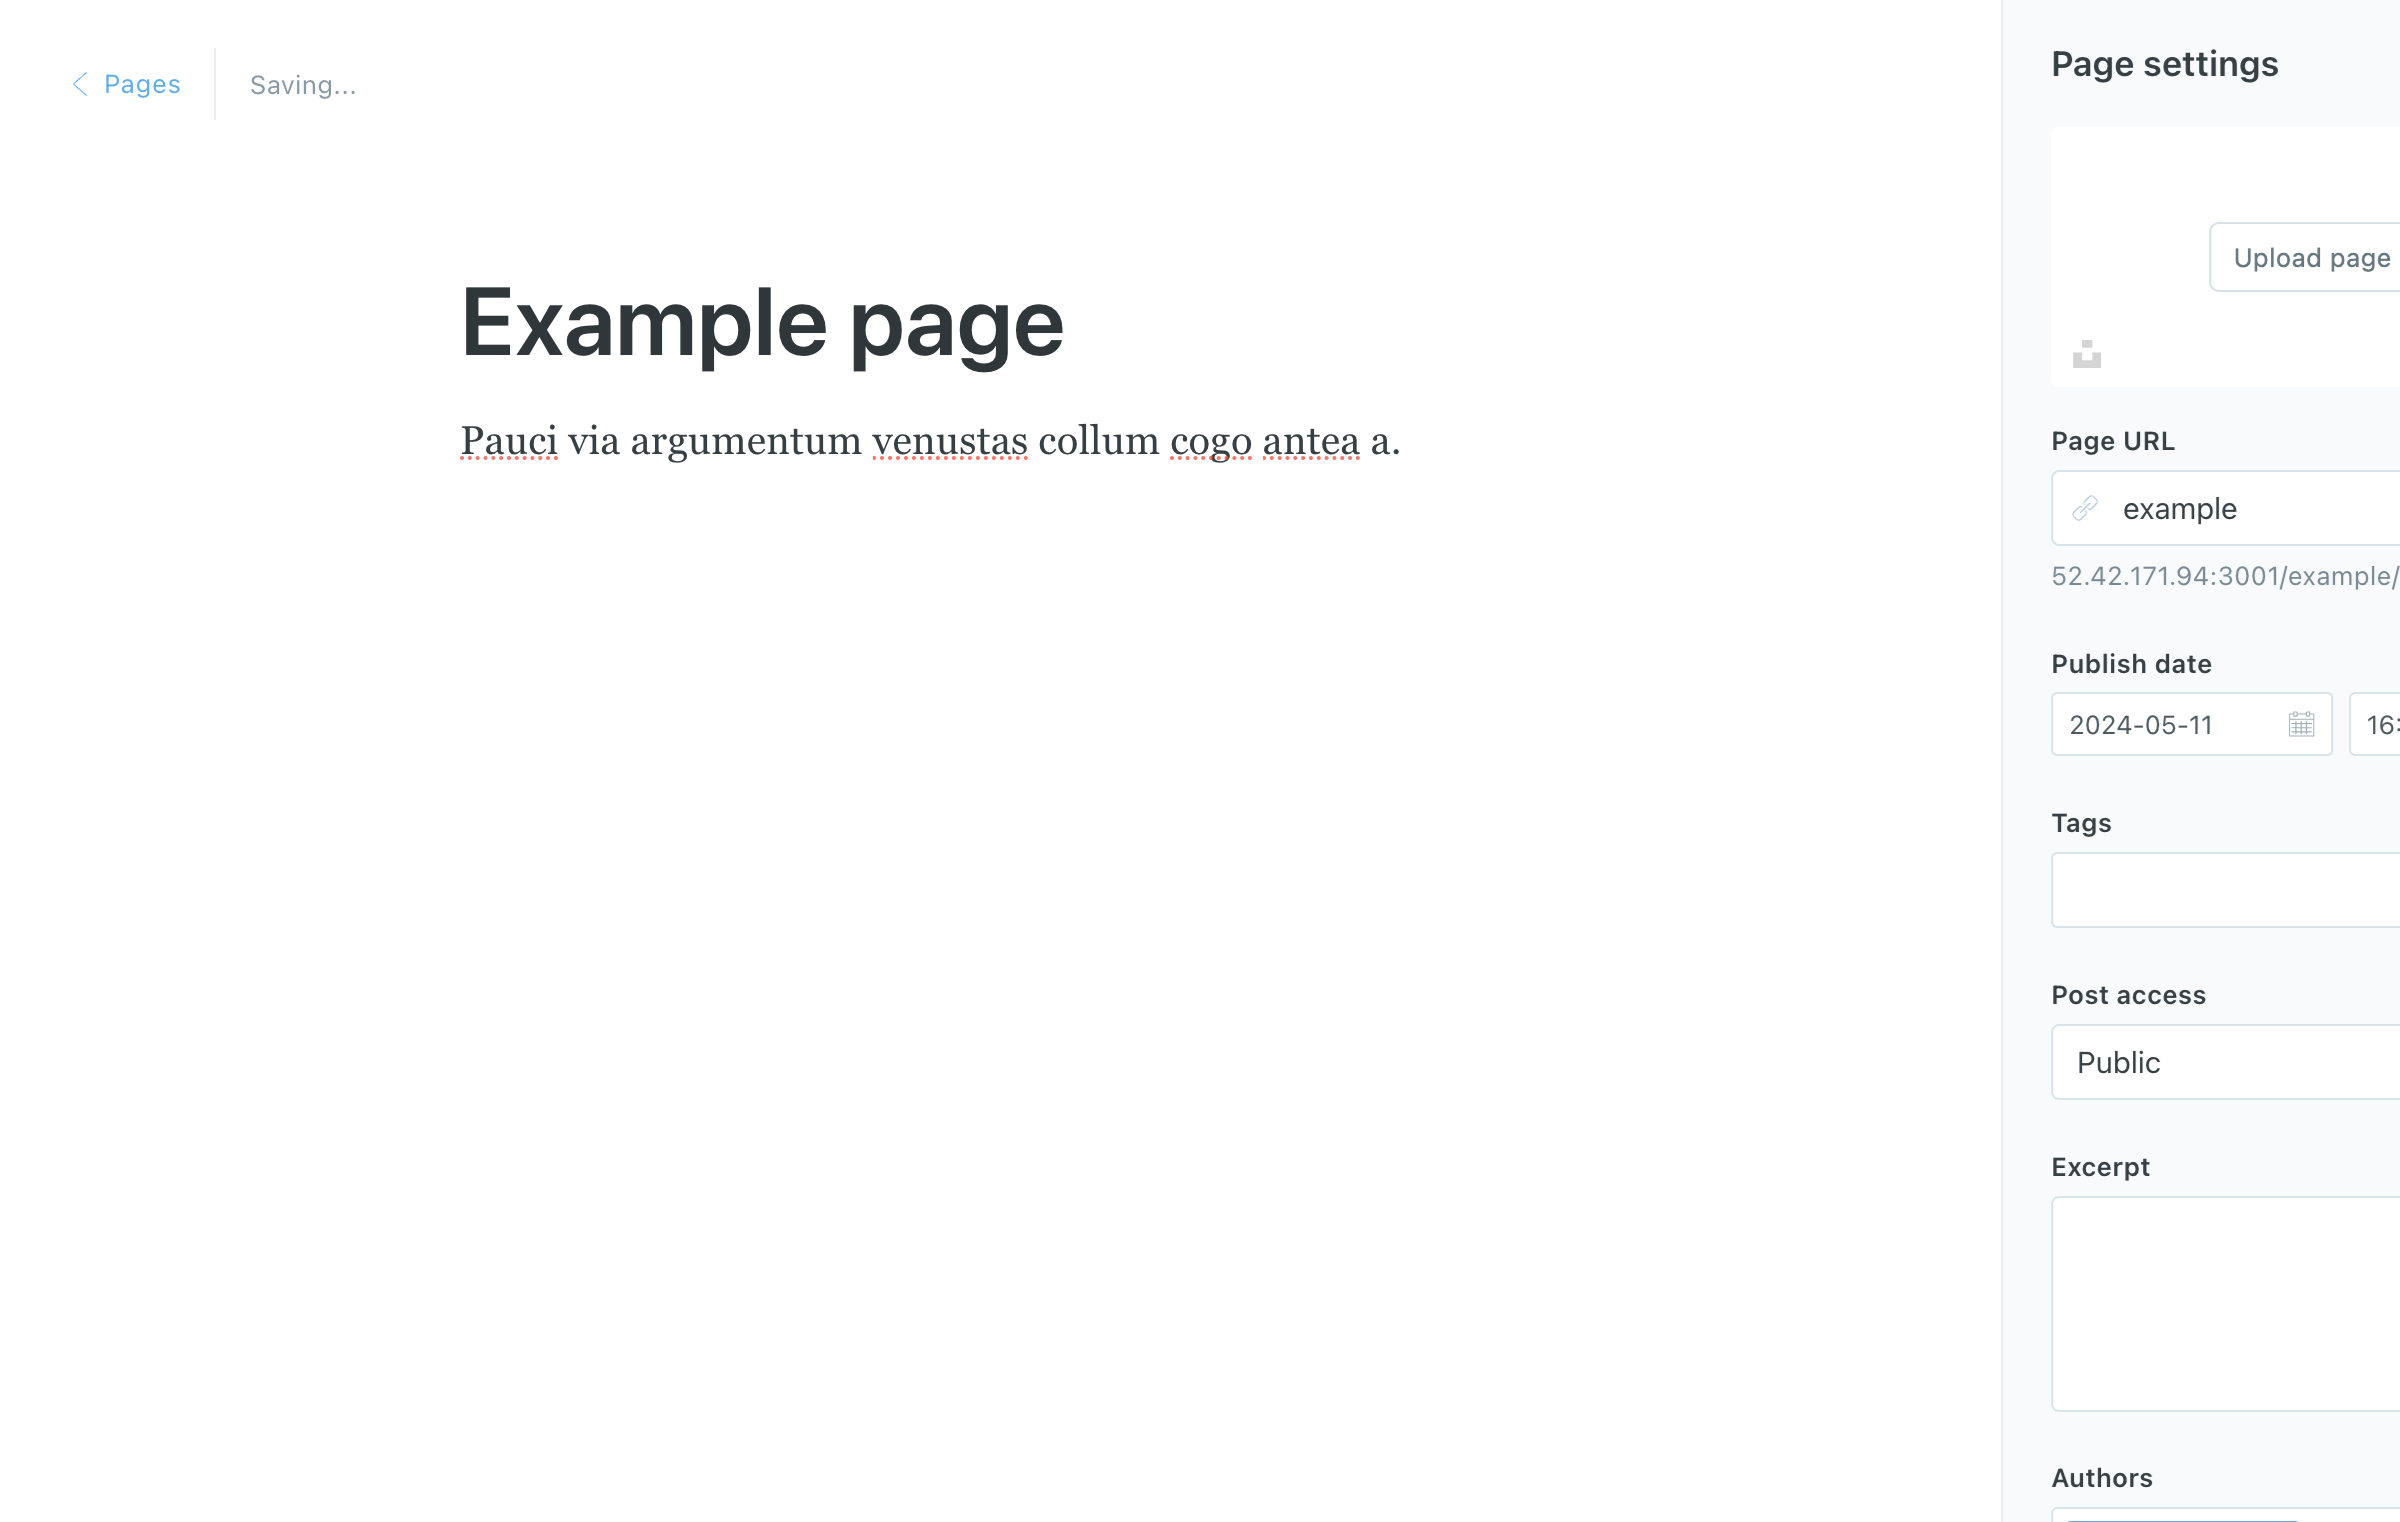 Pages
Saving...
Example page
Pauci via argumentum venustas collum cogo antea a.
Page settings
Upload page
Page URL
example
52.42.171.94:3001/example/
Publish date
2024-05-11
16:
Tags
Post access
Public
Excerpt
Authors